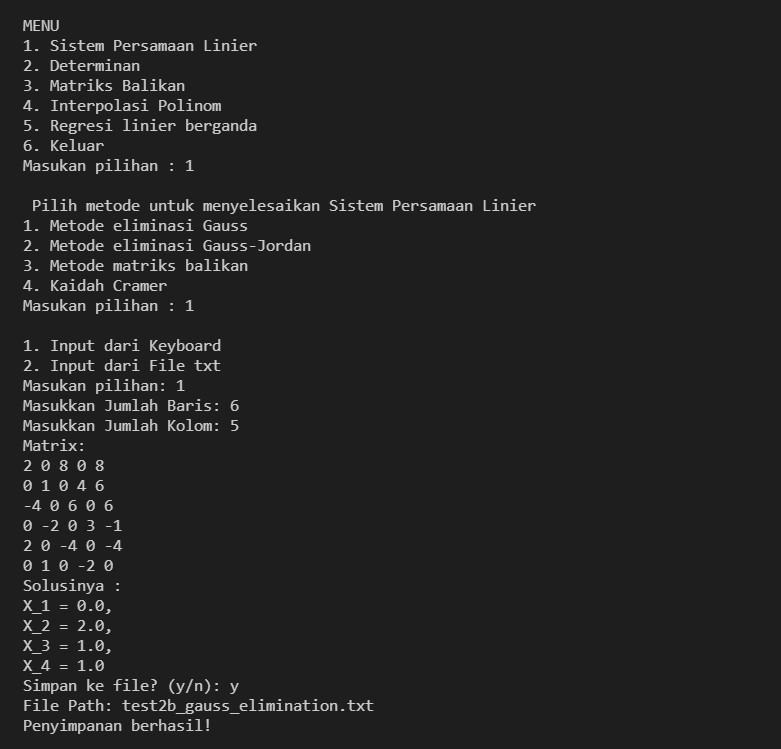 MENU
1. Sistem Persamaan Linier
2. Determinan
3. Matriks Balikan
4. Interpolasi Polinom
5. Regresi linier berganda
6. Keluar
Masukan pilihan : 1
Pilih metode untuk menyelesaikan Sistem Persamaan Linier
1. Metode eliminasi Gauss
2. Metode eliminasi Gauss-Jordan
3. Metode matriks balikan
4. Kaidah Cramer
Masukan pilihan : 1
1. Input dari Keyboard
2. Input dari File txt
Masukan pilihan: 1
Masukkan Jumlah Baris: 6
Masukkan Jumlah Kolom: 5
Matrix:
2 0 8 0 8
0 1 0 4 6
-4 0 6 0 6
0 -2 0 3 -1
2 0 -4 0 -4
0 1 0 -2 0
Solusinya :
X_1 = 0.0,
X_2 = 2.0,
X_3 = 1.0,
X_4 = 1.0
Simpan ke file? (y/n): y
File Path: test2b_gauss_elimination.txt
Penyimpanan berhasil!